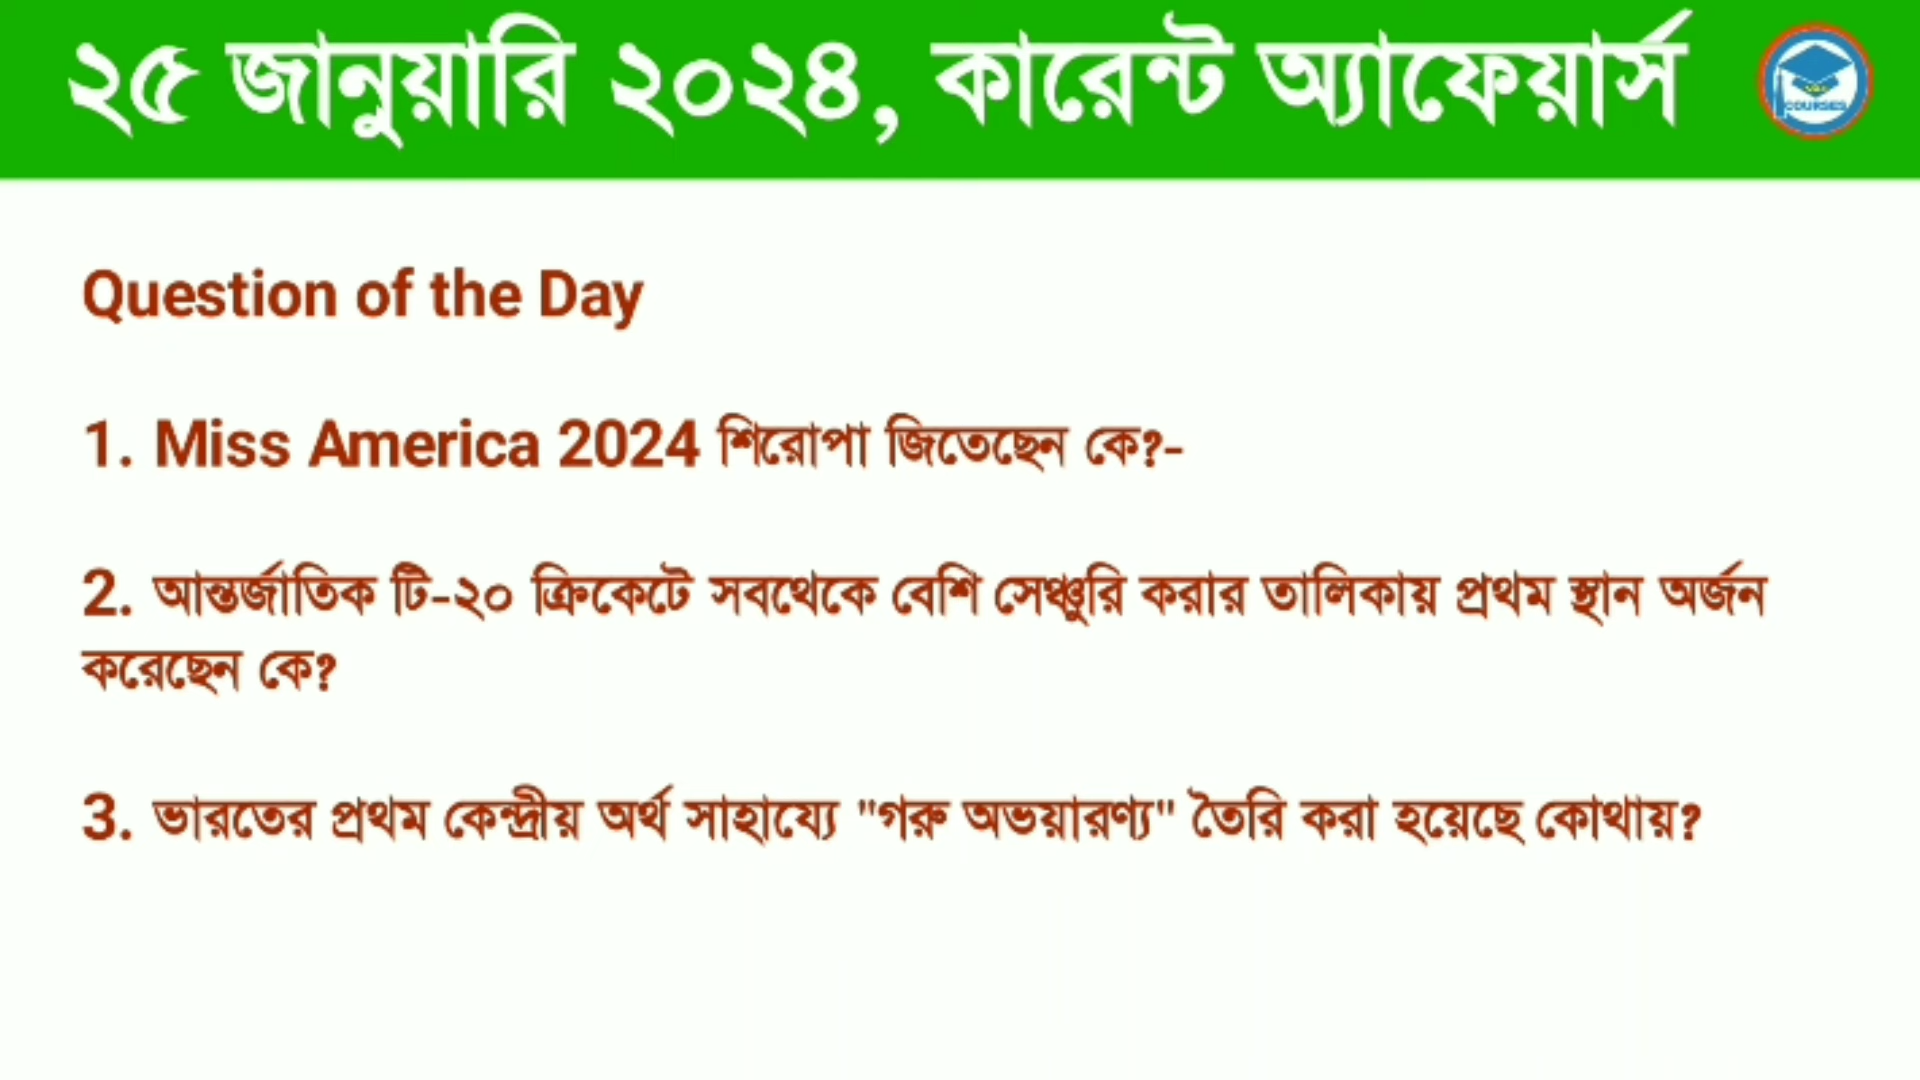 ২৫ জানুয়ারি ২০২৪, কারেন্ট অ্যাফেয়ার্স
COURSES
Question of the Day
1. Miss America 2024 শিরোপা জিতেছেন কে?-
2. আন্তর্জাতিক টি-২০ ক্রিকেটে সবথেকে বেশি সেঞ্চুরি করার তালিকায় প্রথম স্থান অর্জন
করেছেন কে?
3. ভারতের প্রথম কেন্দ্রীয় অর্থ সাহায্যে "গরু অভয়ারণ্য" তৈরি করা হয়েছে কোথায়?